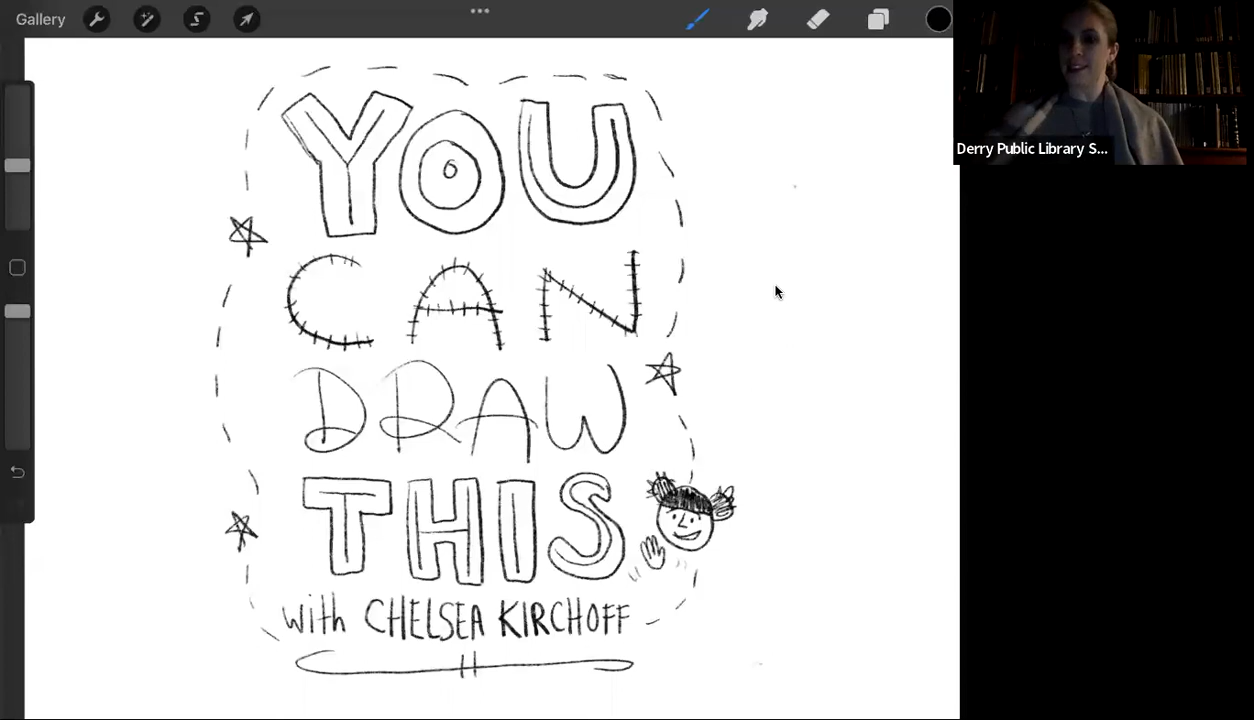 Gallery
YOU
CAN
DRAW
THIS
with CHELSEA KIRCHOFF
Derry Public Library S...